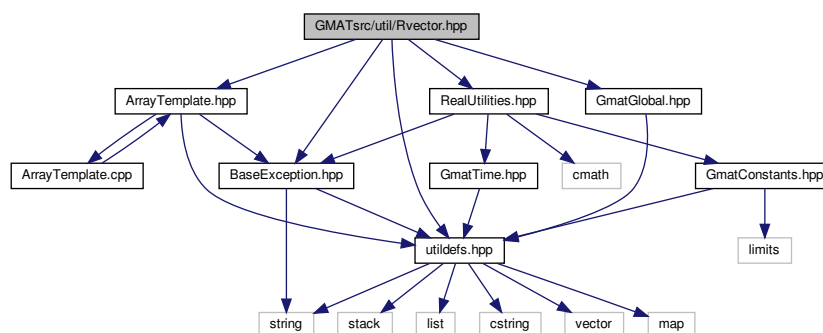 GMATsrc/util/Rvector.hpp
ArrayTemplate.hpp
RealUtilities.hpp
GmatGlobal.hpp
ArrayTemplate.cpp
BaseException.hpp
GmatTime.hpp
cmath
GmatConstants.hpp
utildefs.hpp
limits
string
stack
list
cstring
vector
map